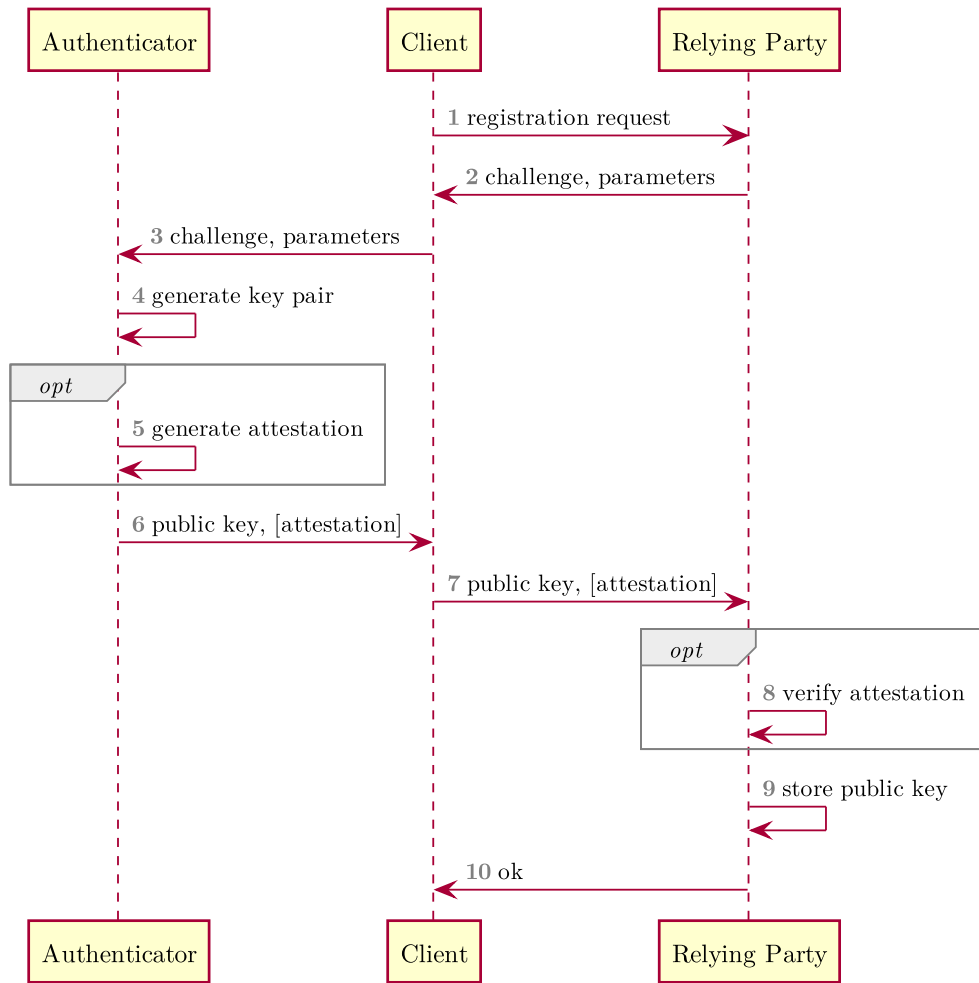 Authenticator
Client
Relying Party
1 registration request
2 challenge, parameters
3 challenge, parameters
4 generate key pair
opt
5 generate attestation
6 public key, [attestation]
7 public key, [attestation]
opt
8 verify attestation
9 store public key
10 ok
Authenticator
Client
Relying Party